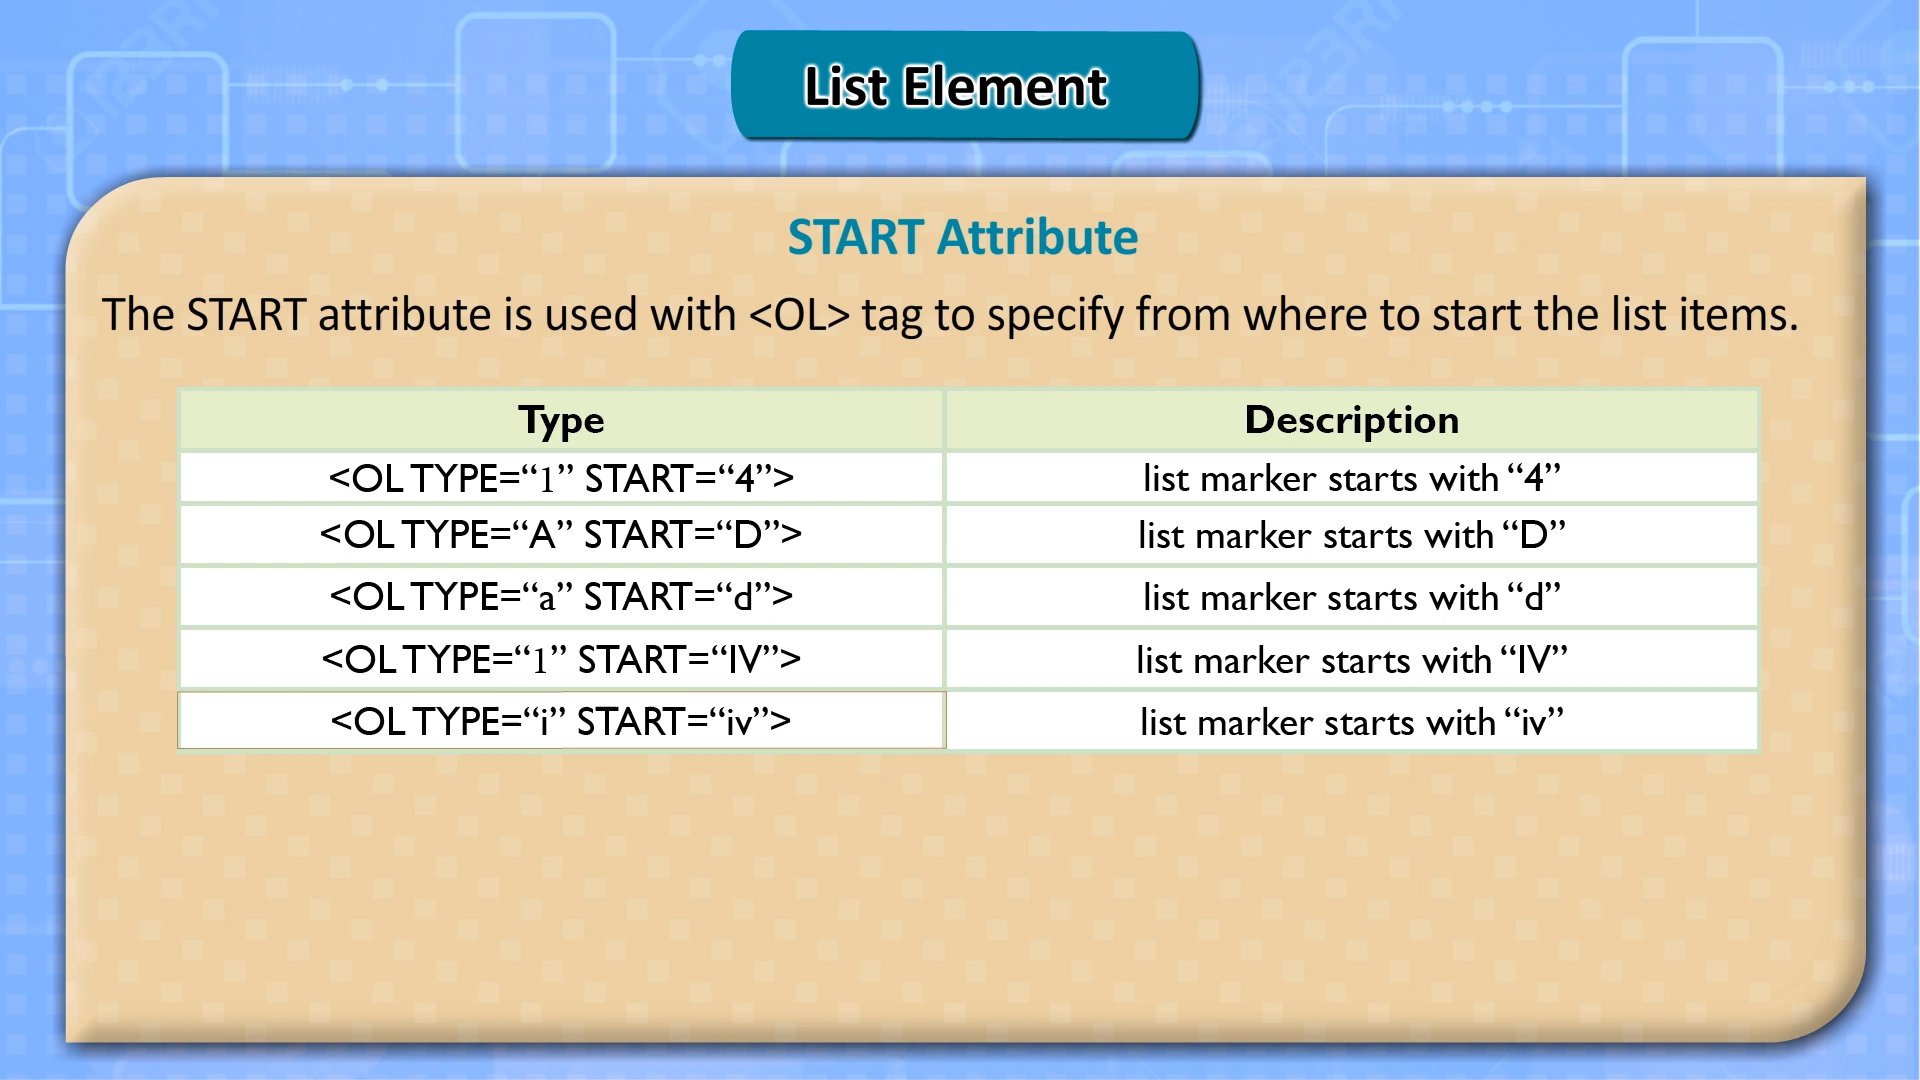 List Element
START Attribute
The START attribute is used with <OL> tag to specify from where to start the list items.
Type Description
<OL TYPE=“1” START=“4”> list marker starts with “4”
<OL TYPE=“A” START=“D”> list marker starts with “D”
<OL TYPE=“a” START=“d”> list marker starts with “d”
<OL TYPE=“1” START=“IV”> list marker starts with “IV”
<OL TYPE=“i” START=“iv”> list marker starts with “iv”